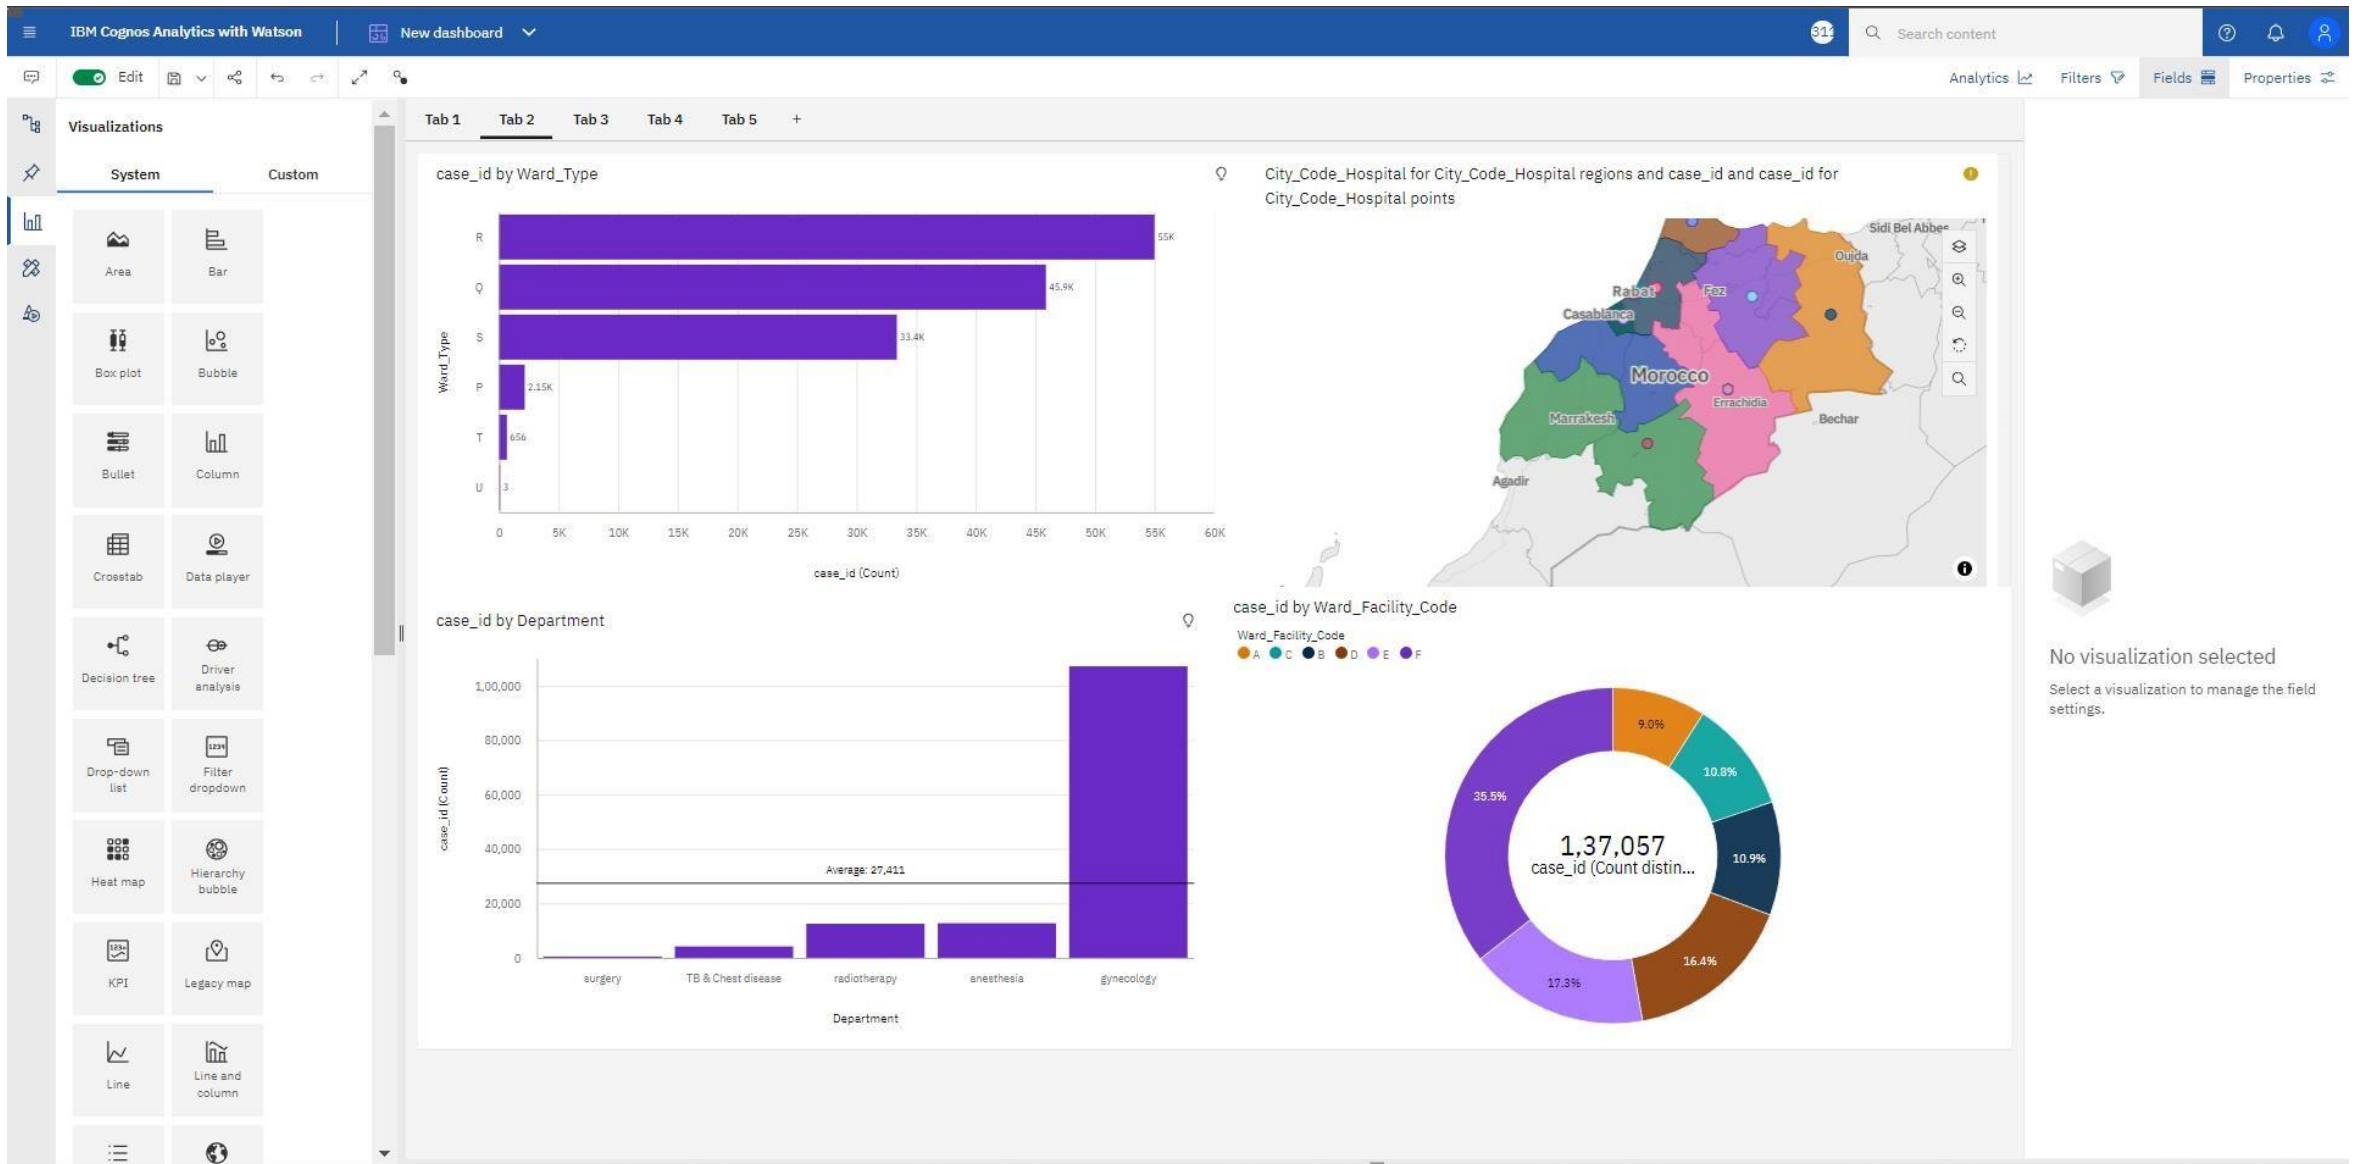 IBM Cognos Analytics with Watson
New dashboard
Search content
Edit
Analytics
Filters
Fields
Properties
Visualizations
System
Custom
Area
Bar
Box plot
Bubble
Bullet
Column
Crosstab
Data player
Decision tree
Driver
analysis
Drop-down
list
Filter
dropdown
Heat map
Hierarchy
bubble
KPI
Legacy map
Line
Line and
column
Tab 1
Tab 2
Tab 3
Tab 4
Tab 5
+
case_id by Ward_Type
Ward_Type
R
55K
Q
45.9K
S
33.4K
P
2.15K
T
656
U
3
0
5K
10K
15K
20K
25K
30K
35K
40K
45K
50K
55K
60K
case_id (Count)
City_Code_Hospital for City_Code_Hospital regions and case_id and case_id for
City_Code_Hospital points
Sidi Bel Abbes
Oujda
Rabat
Fez
Casablanca
Morocco
Errachidia
Marrakesh
Bechar
Agadir
case_id by Department
case_id (Count)
1,00,000
80,000
60,000
40,000
20,000
0
Average: 27,411
surgery
TB & Chest disease
radiotherapy
anesthesia
gynecology
Department
case_id by Ward_Facility_Code
Ward_Facility_Code
A
C
B
D
E
F
9.0%
10.8%
10.9%
16.4%
17.3%
35.5%
1,37,057
case_id (Count distin...
No visualization selected
Select a visualization to manage the field
settings.